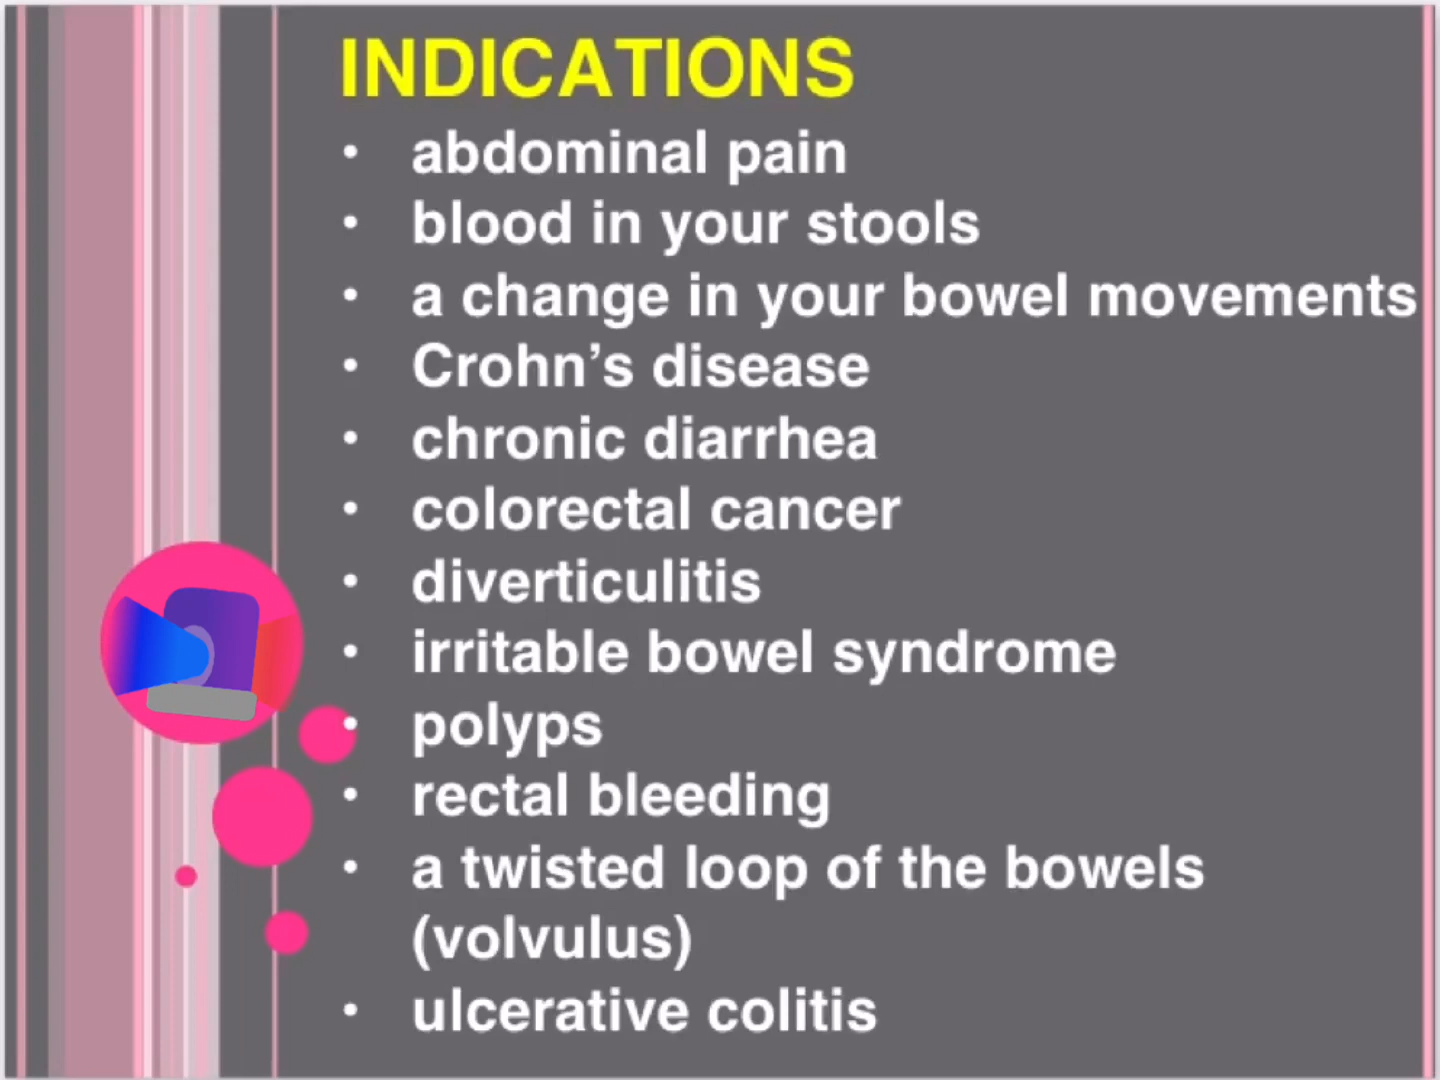 INDICATIONS
• abdominal pain
• blood in your stools
• a change in your bowel movements
• Crohn’s disease
• chronic diarrhea
• colorectal cancer
• diverticulitis
• irritable bowel syndrome
• polyps
• rectal bleeding
• a twisted loop of the bowels
(volvulus)
• ulcerative colitis